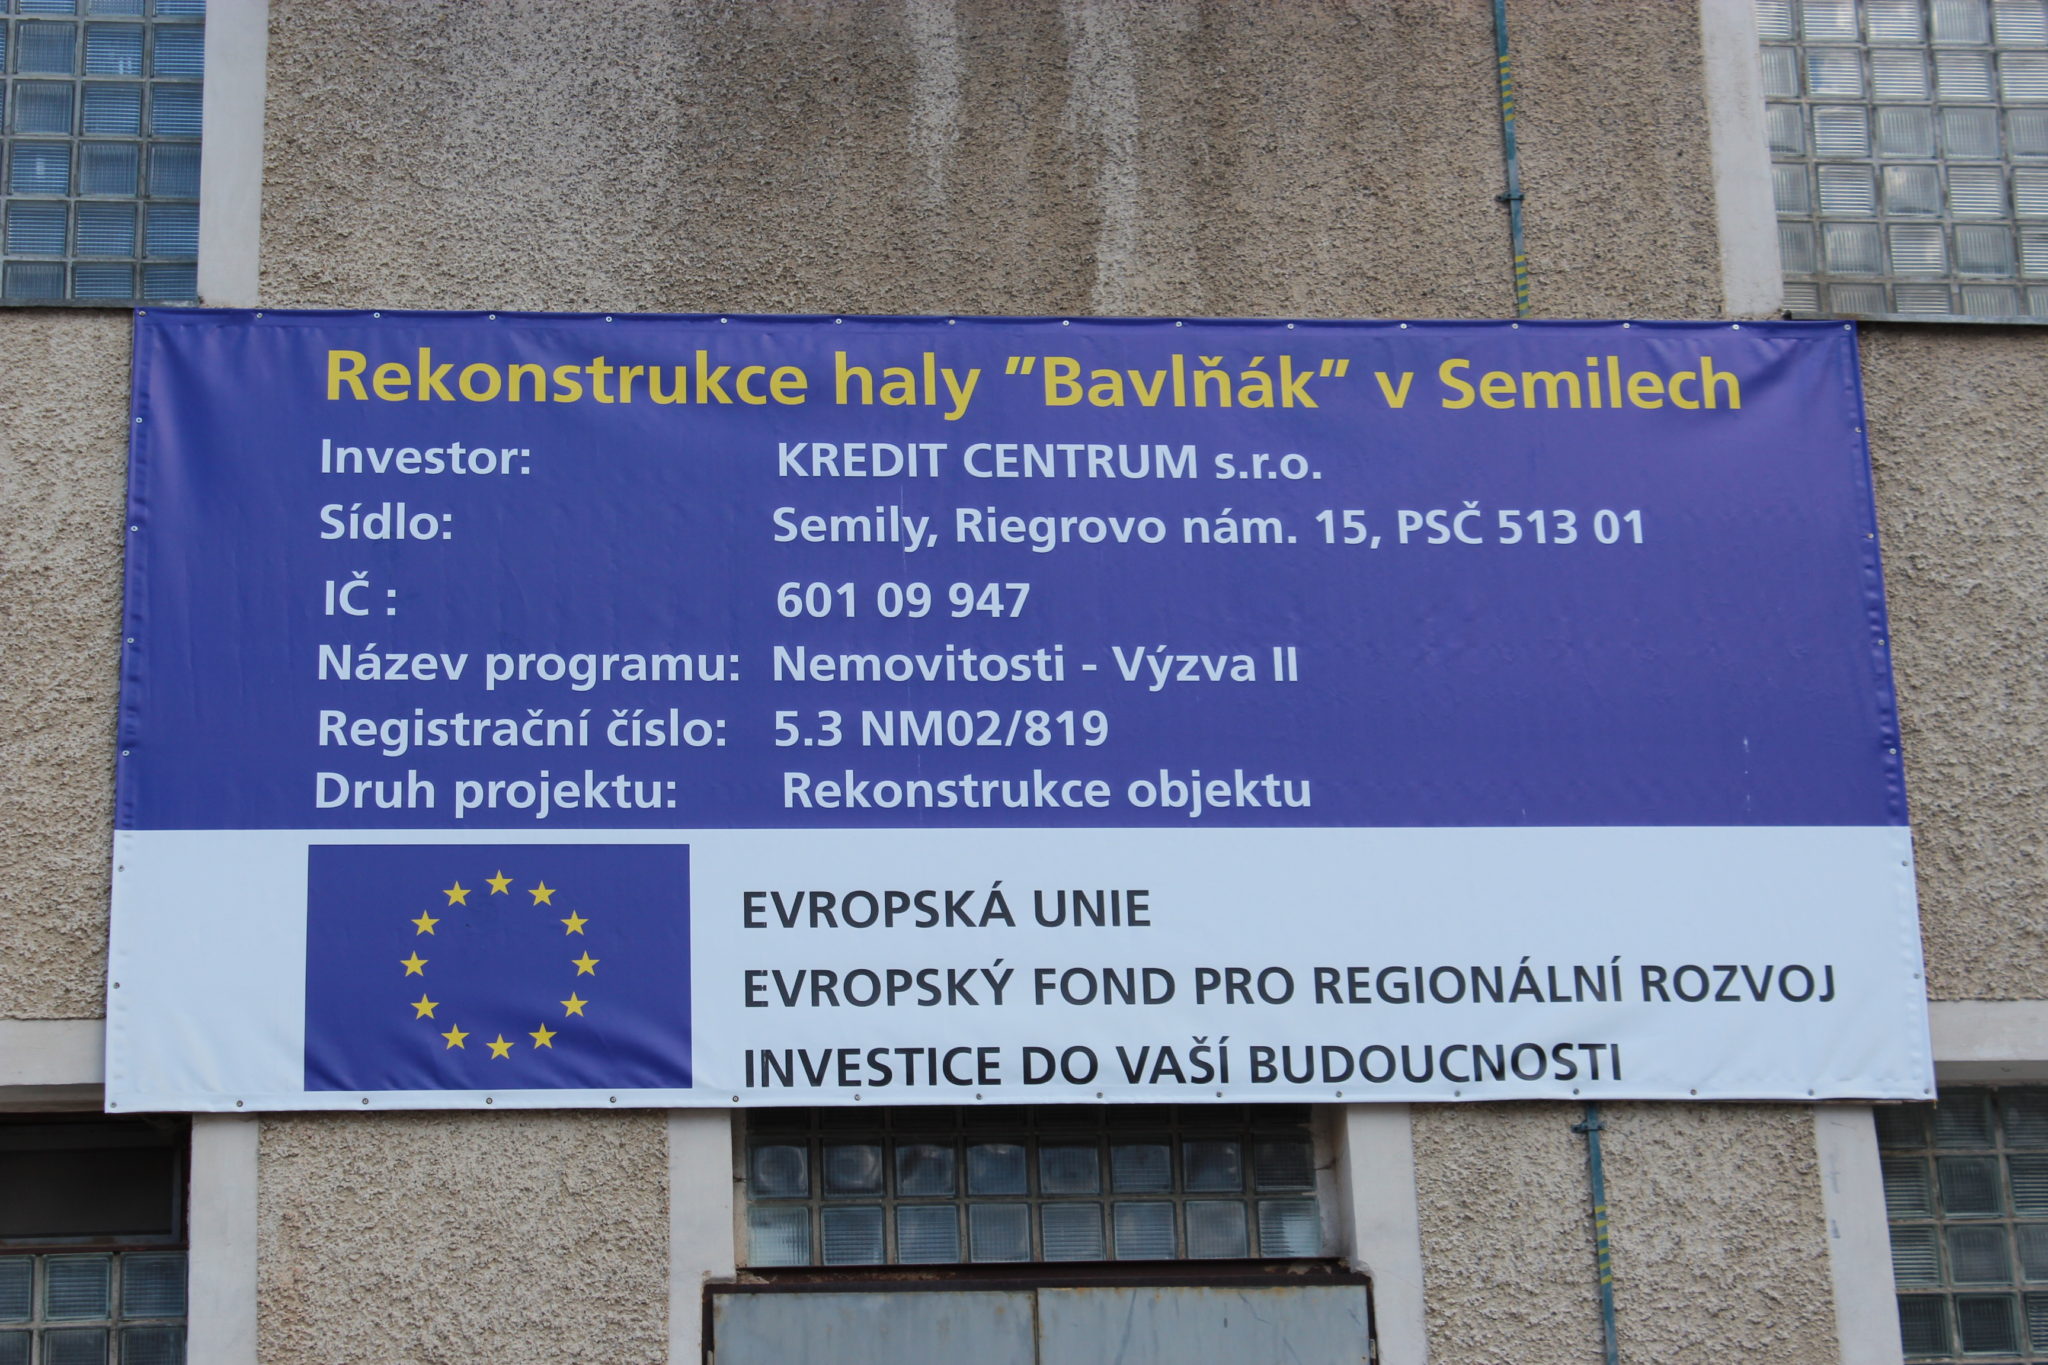 Rekonstrukce haly "Bavlňák" v Semilech
Investor: KREDIT CENTRUM s.r.o.
Sídlo: Semily, Riegrovo nám. 15, PSČ 513 01
IČ : 601 09 947
Název programu: Nemovitosti - Výzva II
Registrační číslo: 5.3 NM02/819
Druh projektu: Rekonstrukce objektu
EVROPSKÁ UNIE
EVROPSKÝ FOND PRO REGIONÁLNÍ ROZVOJ
INVESTICE DO VAŠÍ BUDOUCNOSTI